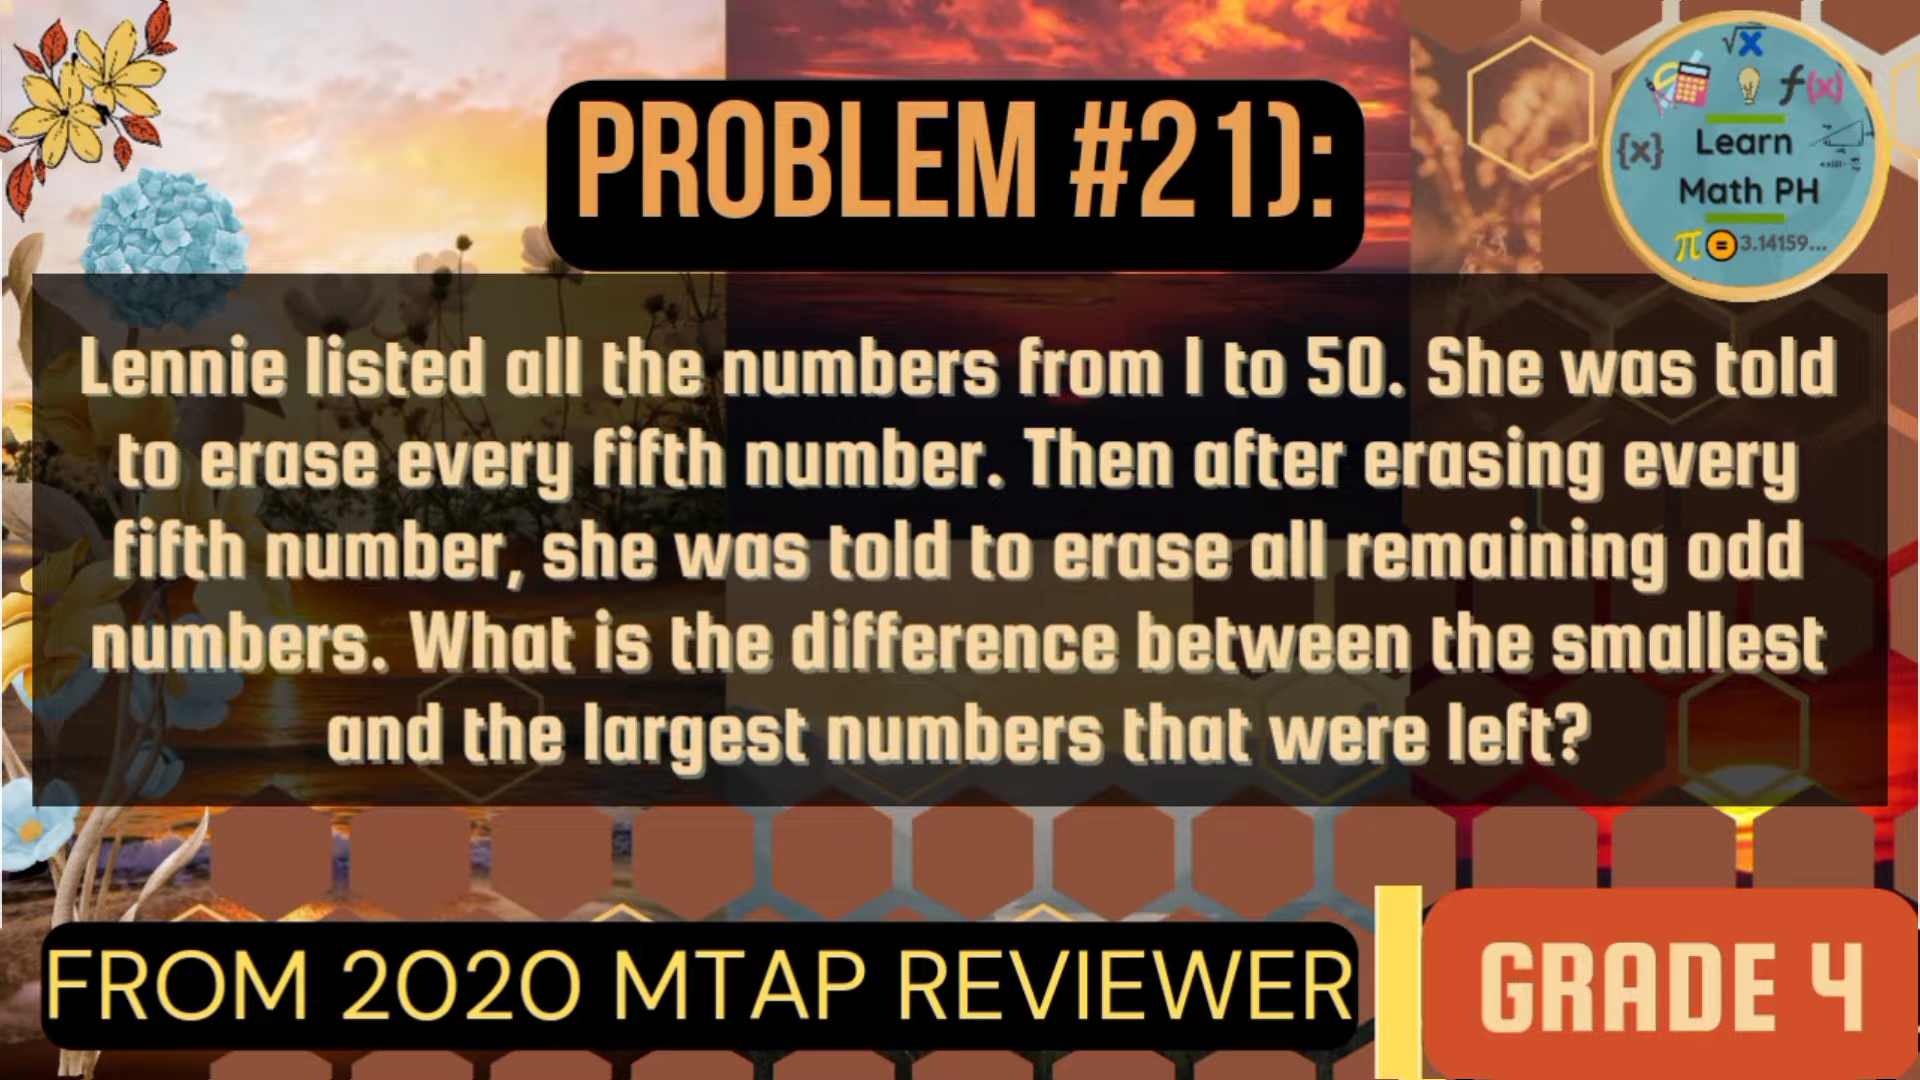 PROBLEM #21):
√x
f(x)
{x}
Learn
Math PH
π = 3.14159...
Lennie listed all the numbers from 1 to 50. She was told
to erase every fifth number. Then after erasing every
fifth number, she was told to erase all remaining odd
numbers. What is the difference between the smallest
and the largest numbers that were left?
FROM 2020 MTAP REVIEWER
GRADE 4